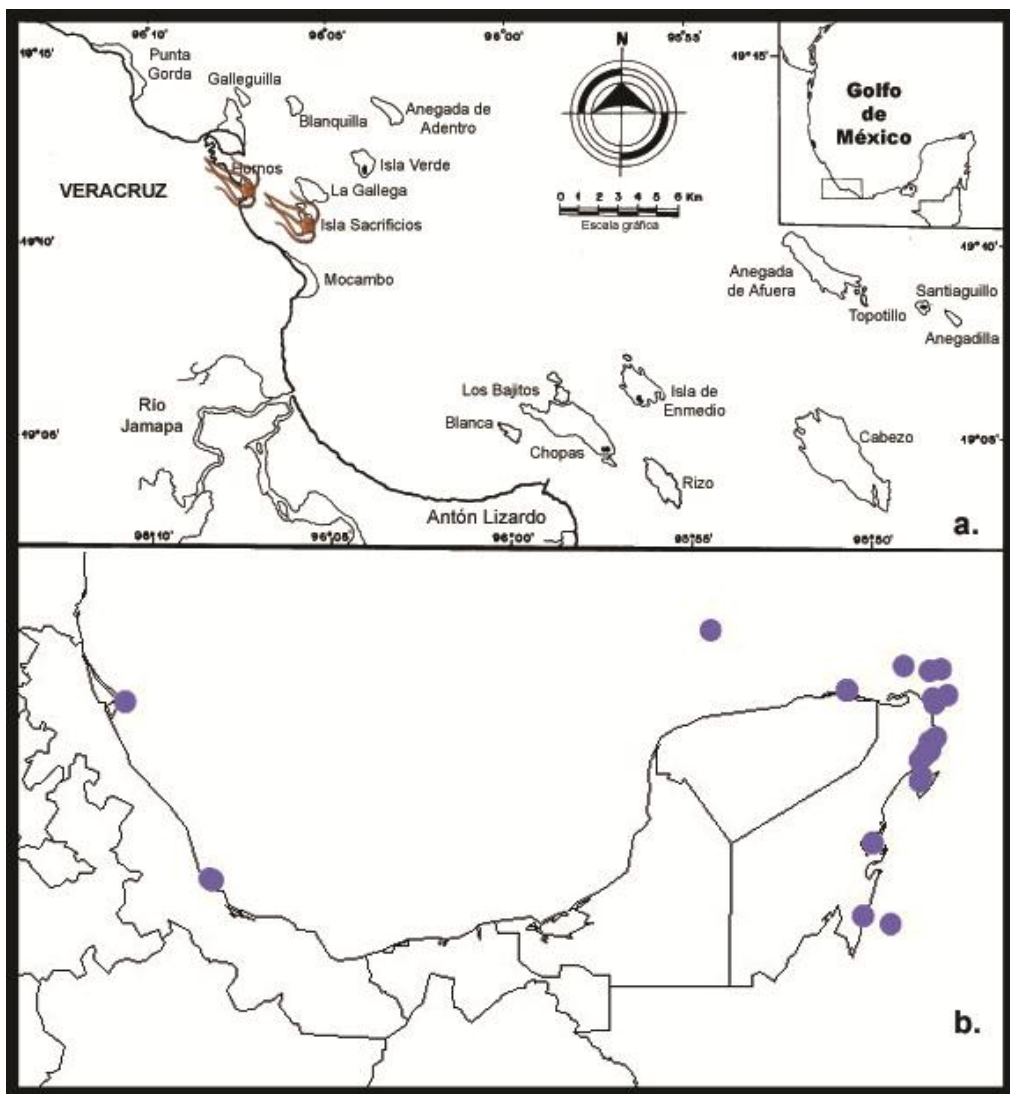 96°10'
96°05'
96°00'
95°55'
N
19°15'
19°15'
Punta
Gorda
Galleguilla
Blanquilla
Anegada de
Adentro
Golfo
de
México
Hornos
Isla Verde
VERACRUZ
La Gallega
Isla Sacrificios
0 1 2 3 4 5 6 Km
Escala gráfica
19°10'
19°10'
Mocambo
Anegada
de Afuera
Topotillo
Santiaguillo
Anegadilla
Río
Jamapa
Los Bajitos
Isla de
Enmedio
Blanca
Chopas
Rizo
Cabezo
19°05'
19°05'
Antón Lizardo
96°10'
96°05'
96°00'
95°55'
95°50'
a.
b.